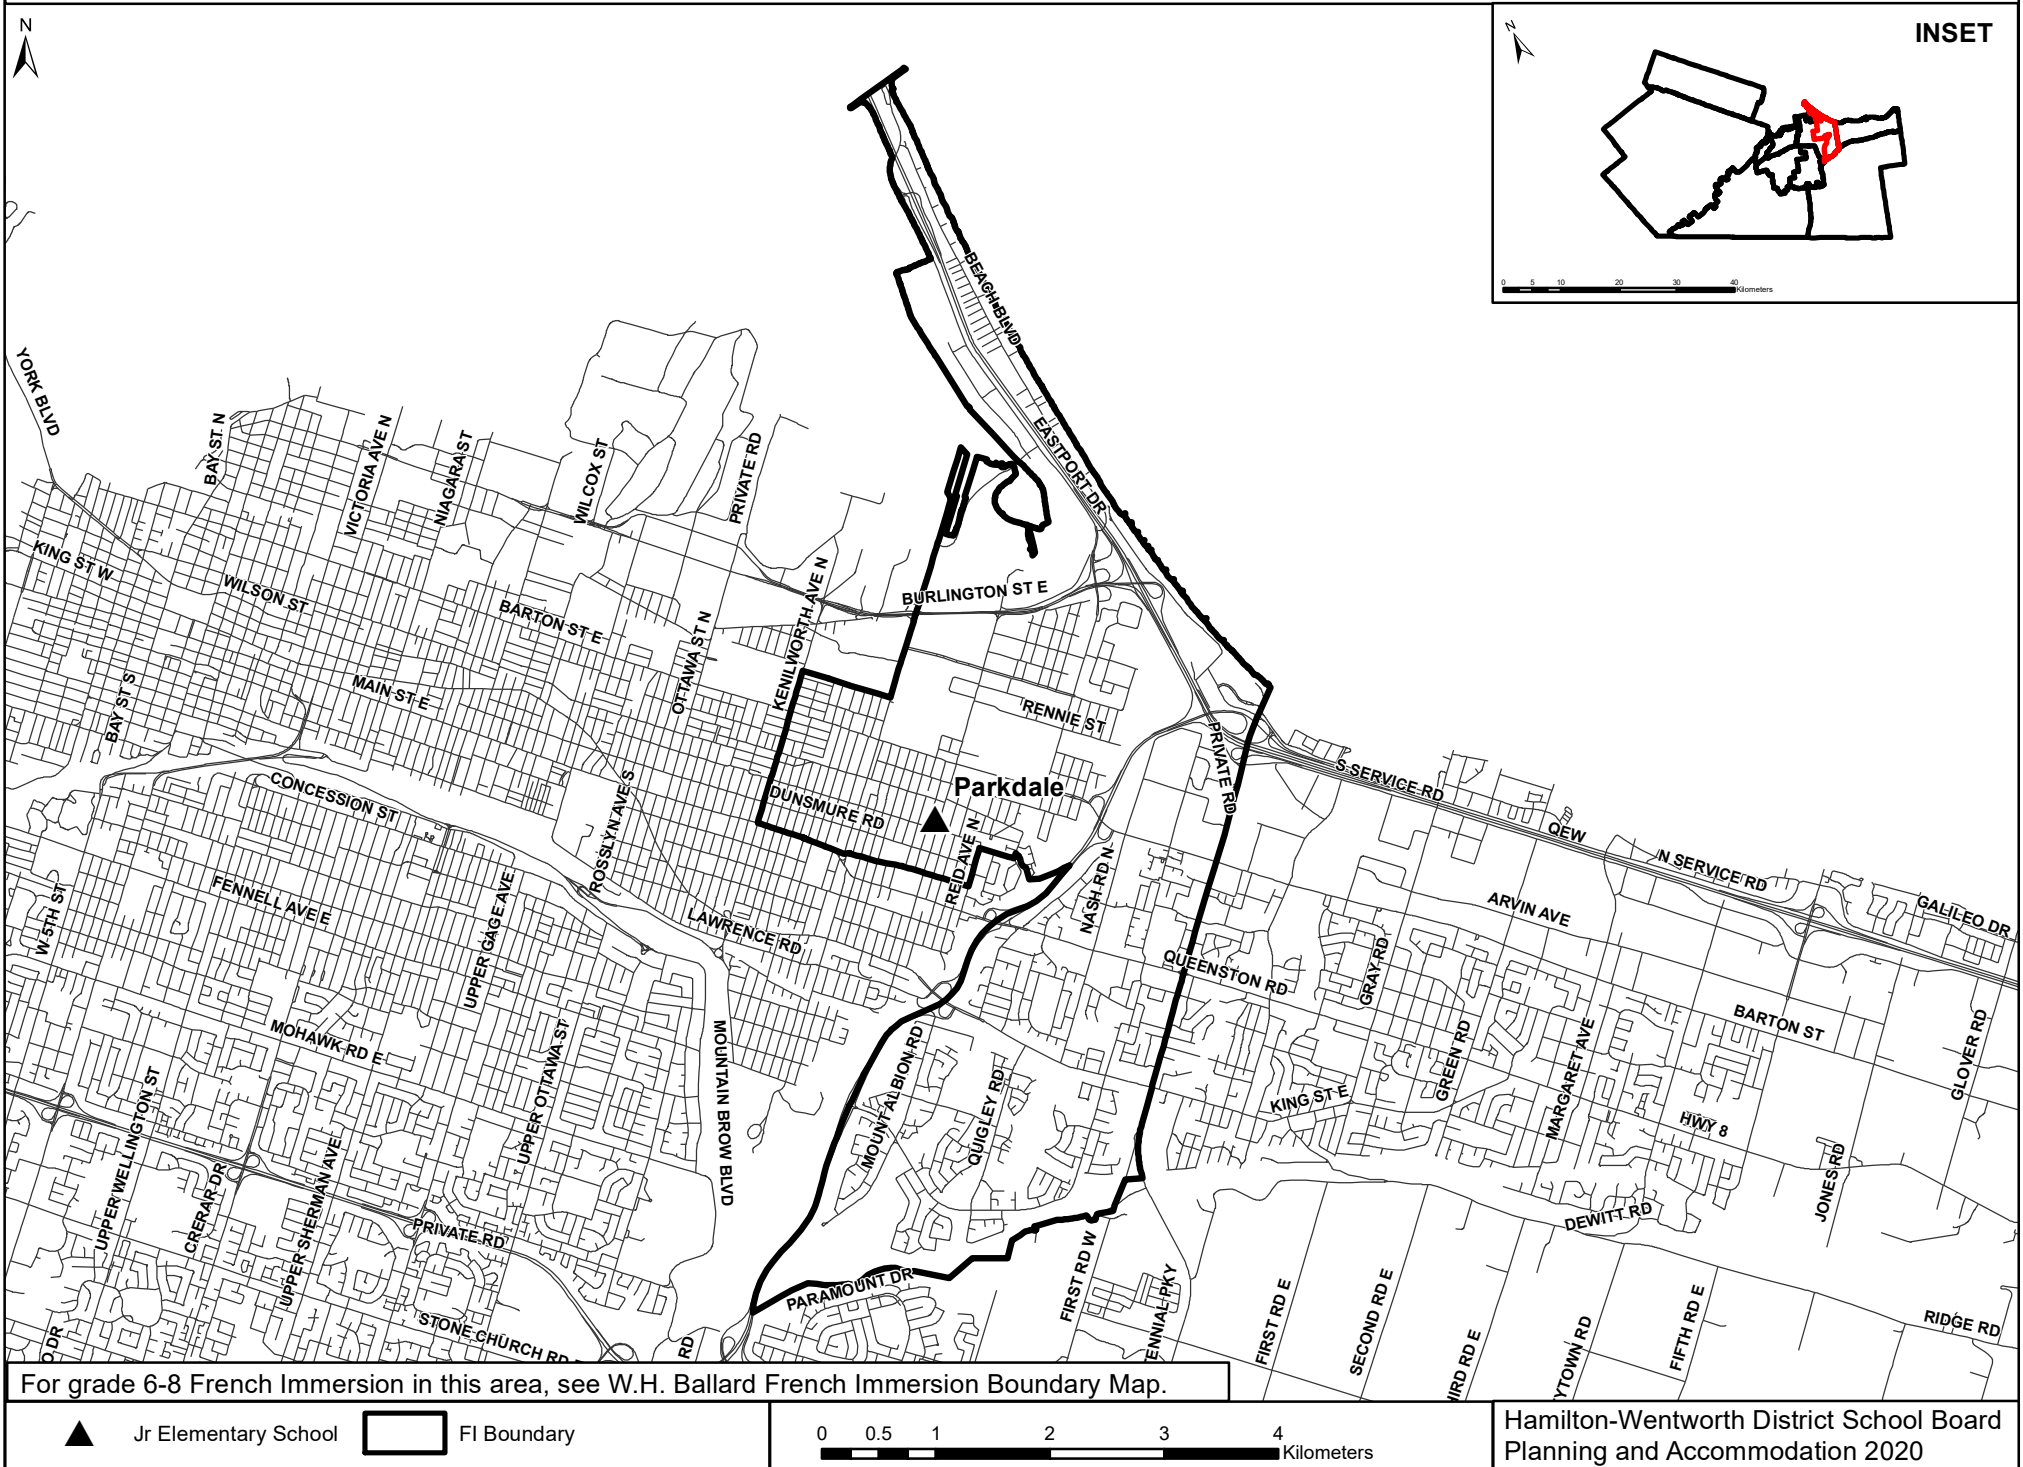 N
N
INSET
0 5 10 20 30 40
Kilometers
BEACH BLVD
YORK BLVD
EASTPORT DR
BAY ST N
VICTORIA AVE N
NIAGARA ST
WILCOX ST
PRIVATE RD
KING ST W
WILSON ST
BARTON ST E
KENILWORTH AVE N
BURLINGTON ST E
OTTAWA ST N
MAIN ST E
BAY ST S
RENNIE ST
PRIVATE RD
S SERVICE RD
Parkdale
DUNSMURE RD
CONCESSION ST
ROSSLYN AVE S
QEW
N SERVICE RD
REID AVE N
NASH RD N
W 5TH ST
FENNELL AVE E
UPPER GAGE AVE
LAWRENCE RD
ARVIN AVE
GALILEO DR
QUEENSTON RD
GRAY RD
BARTON ST
MOHAWK RD E
UPPER OTTAWA ST
MOUNTAIN BROW BLVD
MOUNT ALBION RD
QUIGLEY RD
GREEN RD
MARGARET AVE
GLOVER RD
KING ST E
HWY 8
UPPER WELLINGTON ST
CRERAR DR
UPPER SHERMAN AVE
PRIVATE RD
JONES RD
DEWITT RD
PARAMOUNT DR
FIRST RD W
TENNIAL PKY
FIRST RD E
SECOND RD E
HIRD RD E
YTOWN RD
FIFTH RD E
RIDGE RD
STONE CHURCH RD
O DR
RD
For grade 6-8 French Immersion in this area, see W.H. Ballard French Immersion Boundary Map.
Jr Elementary School
FI Boundary
0 0.5 1 2 3 4
Kilometers
Hamilton-Wentworth District School Board
Planning and Accommodation 2020